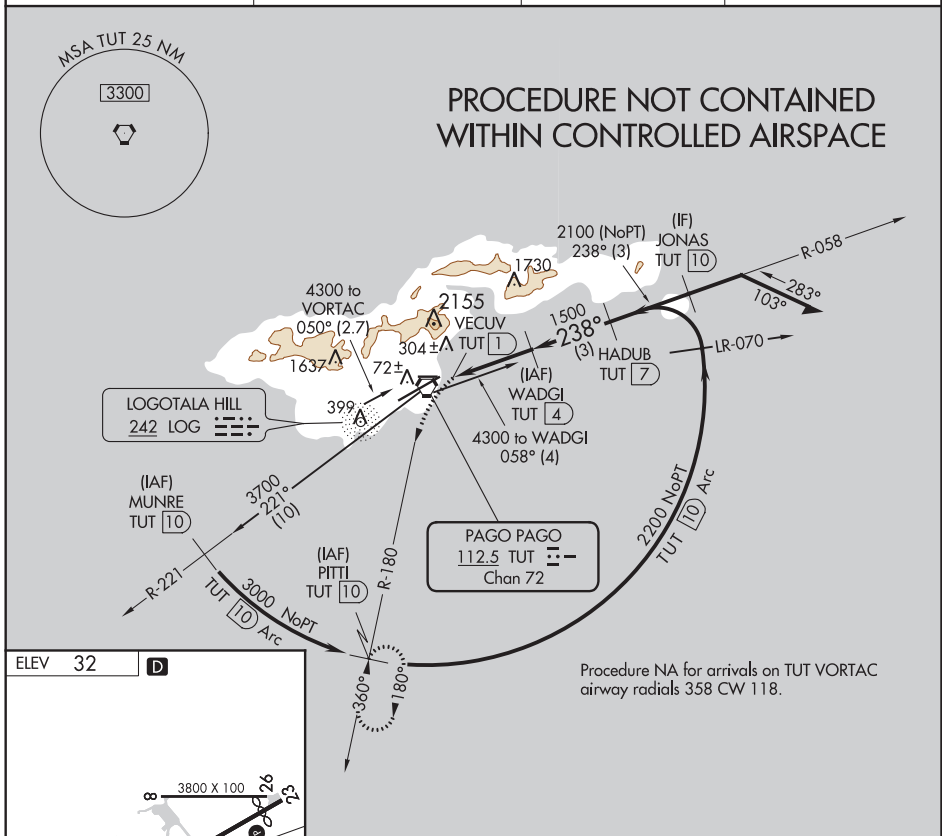 MSA TUT 25 NM
3300
PROCEDURE NOT CONTAINED
WITHIN CONTROLLED AIRSPACE
2100 (NoPT)
238° (3)
(IF)
JONAS
TUT 10
R-058
283°
103°
1730
4300 to
VORTAC
050° (2.7)
2155
VECUV
TUT 1
1500
238°
(3)
HADUB
TUT 7
LR-070
304±
1637
72±
(IAF)
WADGI
TUT 4
399
LOGOTALA HILL
242 LOG
4300 to WADGI
058° (4)
3700
221°
(10)
(IAF)
MUNRE
TUT 10
R-221
PAGO PAGO
112.5 TUT
Chan 72
2200 NoPT
TUT 10 Arc
(IAF)
PITTI
TUT 10
R-180
3000 NoPT
TUT 10 Arc
360°
180°
Procedure NA for arrivals on TUT VORTAC
airway radials 358 CW 118.
ELEV 32
D
3800 X 100
8
26
23
P